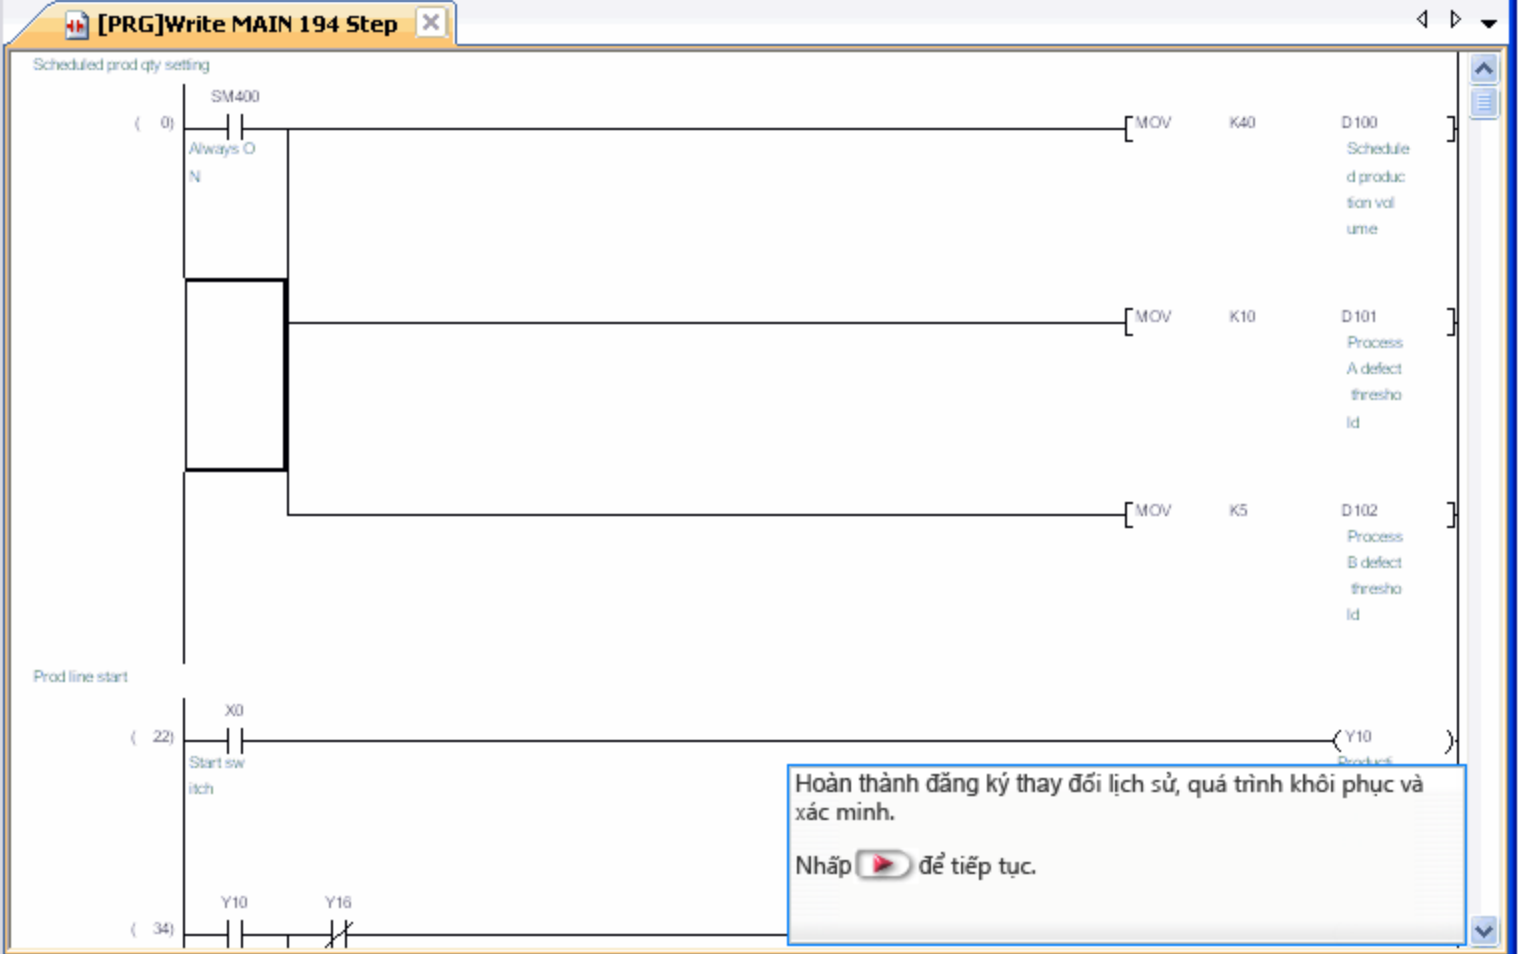 [PRG]Write MAIN 194 Step
Scheduled prod qty setting
SM400
( 0)
MOV K40 D100
Always O
N
Schedule
d produc
tion vol
ume
MOV K10 D101
Process
A defect
thresho
ld
MOV K5 D102
Process
B defect
thresho
ld
Prod line start
X0
( 22)
Y10
Start sw
itch
Producti
Hoàn thành đăng ký thay đổi lịch sử, quá trình khôi phục và
xác minh.
Nhấp để tiếp tục.
Y10 Y16
( 34)